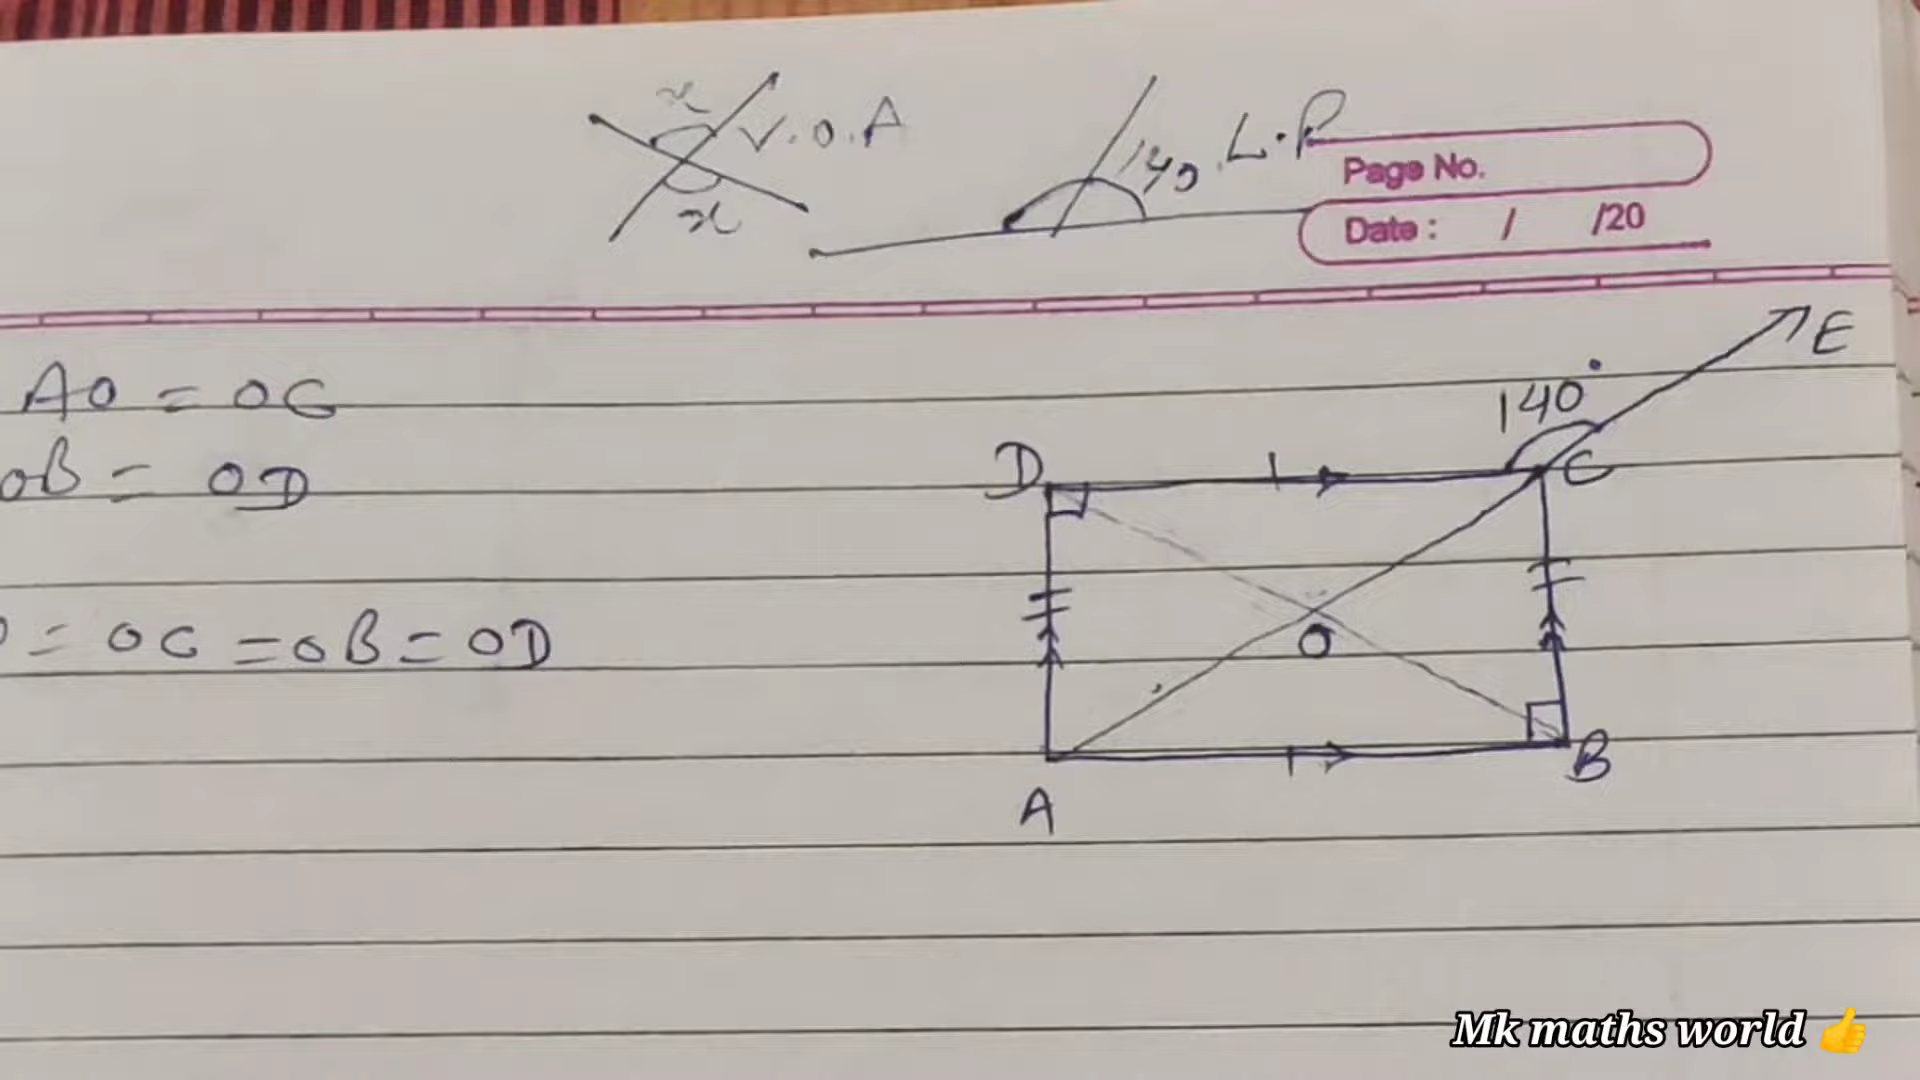 x
V.O.A
x
140
L.P
Page No.
Date : / /20
AO = OC
OB = OD
= OC = OB = OD
140°
E
D
C
O
A
B
Mk maths world 👍